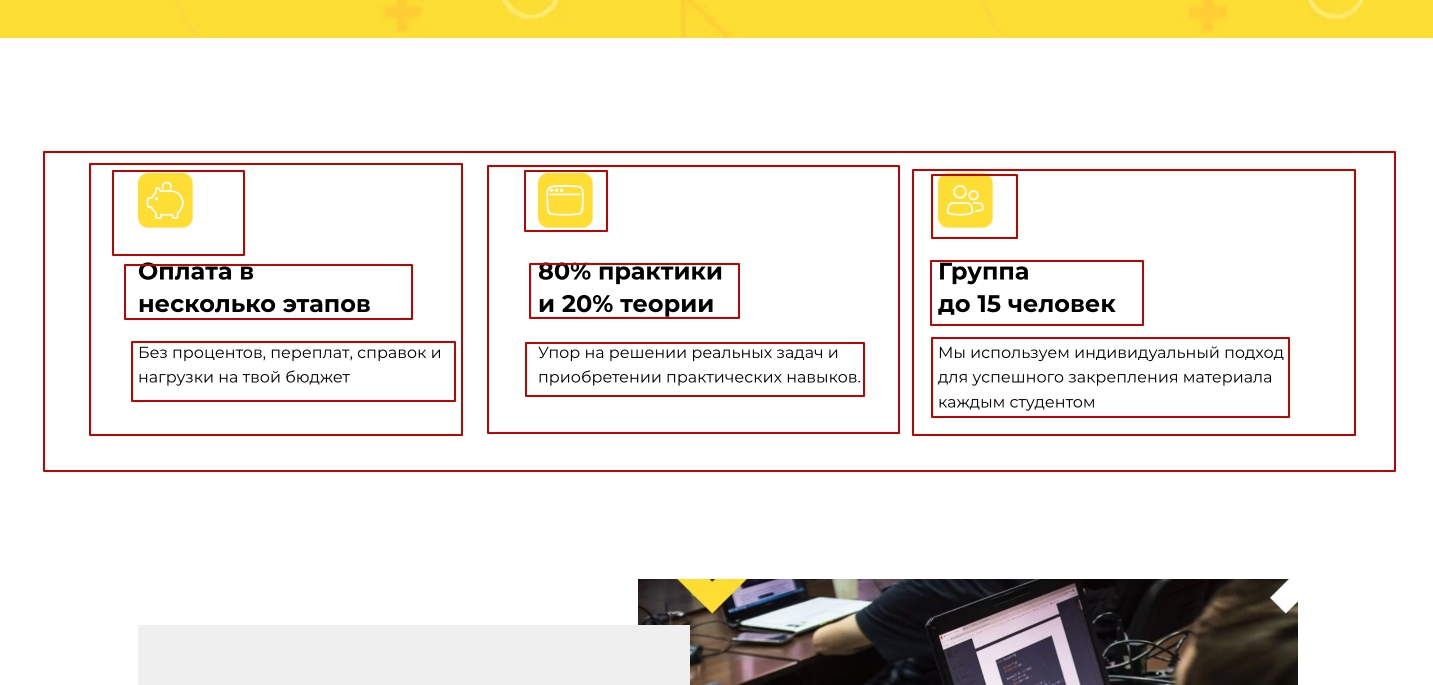 Оплата в
несколько этапов
Без процентов, переплат, справок и
нагрузки на твой бюджет
80% практики
и 20% теории
Упор на решении реальных задач и
приобретении практических навыков.
Группа
до 15 человек
Мы используем индивидуальный подход
для успешного закрепления материала
каждым студентом